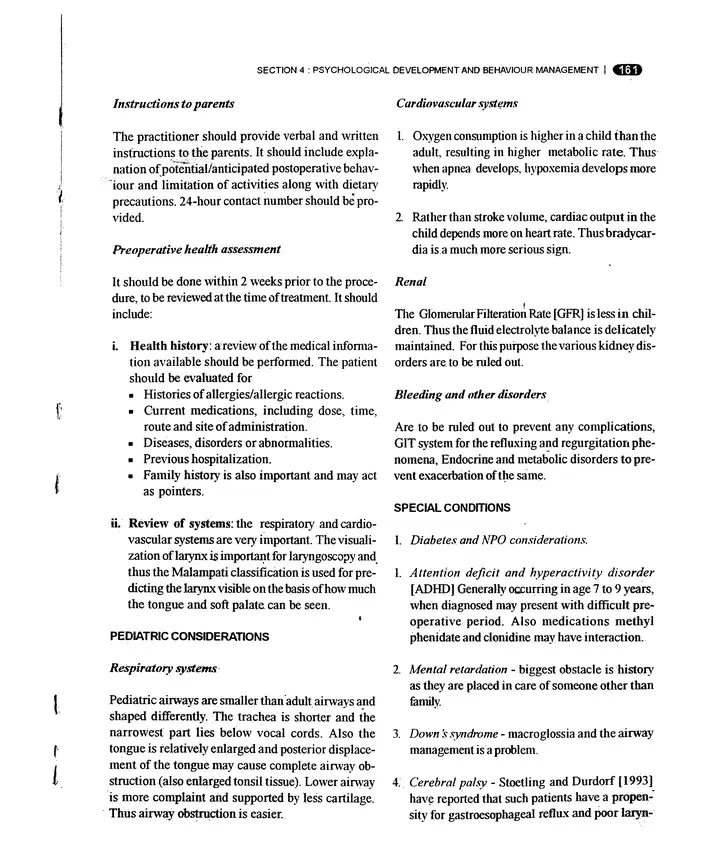 SECTION 4 : PSYCHOLOGICAL DEVELOPMENT AND BEHAVIOUR MANAGEMENT | 161
Instructions to parents
The practitioner should provide verbal and written
instructions to the parents. It should include expla-
nation of potential/anticipated postoperative behav-
iour and limitation of activities along with dietary
precautions. 24-hour contact number should be pro-
vided.
Preoperative health assessment
It should be done within 2 weeks prior to the proce-
dure, to be reviewed at the time of treatment. It should
include:
i. Health history: a review of the medical informa-
tion available should be performed. The patient
should be evaluated for
▪ Histories of allergies/allergic reactions.
▪ Current medications, including dose, time,
route and site of administration.
▪ Diseases, disorders or abnormalities.
▪ Previous hospitalization.
▪ Family history is also important and may act
as pointers.
ii. Review of systems: the respiratory and cardio-
vascular systems are very important. The visuali-
zation of larynx is important for laryngoscopy and
thus the Malampati classification is used for pre-
dicting the larynx visible on the basis of how much
the tongue and soft palate can be seen.
PEDIATRIC CONSIDERATIONS
Respiratory systems
Pediatric airways are smaller than adult airways and
shaped differently. The trachea is shorter and the
narrowest part lies below vocal cords. Also the
tongue is relatively enlarged and posterior displace-
ment of the tongue may cause complete airway ob-
struction (also enlarged tonsil tissue). Lower airway
is more complaint and supported by less cartilage.
Thus airway obstruction is easier.
Cardiovascular systems
1. Oxygen consumption is higher in a child than the
adult, resulting in higher metabolic rate. Thus
when apnea develops, hypoxemia develops more
rapidly.
2. Rather than stroke volume, cardiac output in the
child depends more on heart rate. Thus bradycar-
dia is a much more serious sign.
Renal
The Glomerular Filteration Rate [GFR] is less in chil-
dren. Thus the fluid electrolyte balance is delicately
maintained. For this purpose the various kidney dis-
orders are to be ruled out.
Bleeding and other disorders
Are to be ruled out to prevent any complications,
GIT system for the refluxing and regurgitation phe-
nomena, Endocrine and metabolic disorders to pre-
vent exacerbation of the same.
SPECIAL CONDITIONS
1. Diabetes and NPO considerations.
1. Attention deficit and hyperactivity disorder
[ADHD] Generally occurring in age 7 to 9 years,
when diagnosed may present with difficult pre-
operative period. Also medications methyl
phenidate and clonidine may have interaction.
2. Mental retardation - biggest obstacle is history
as they are placed in care of someone other than
family.
3. Down's syndrome - macroglossia and the airway
management is a problem.
4. Cerebral palsy - Stoetling and Durdorf [1993]
have reported that such patients have a propen-
sity for gastroesophageal reflux and poor laryn-